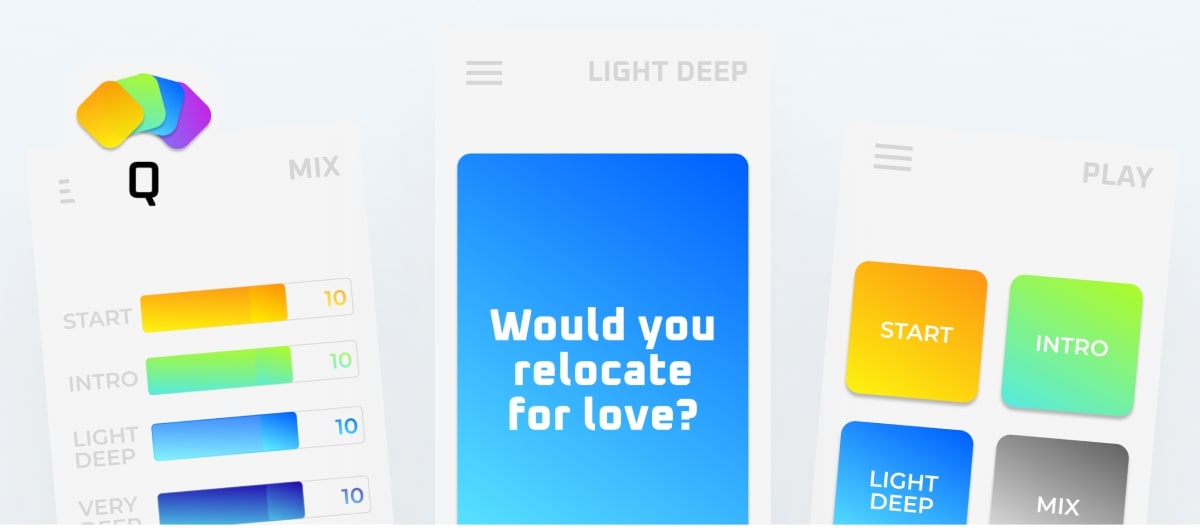 Q
MIX
START
10
INTRO
10
LIGHT
DEEP
10
VERY
DEEP
10
LIGHT DEEP
Would you
relocate
for love?
PLAY
START
INTRO
LIGHT
DEEP
MIX